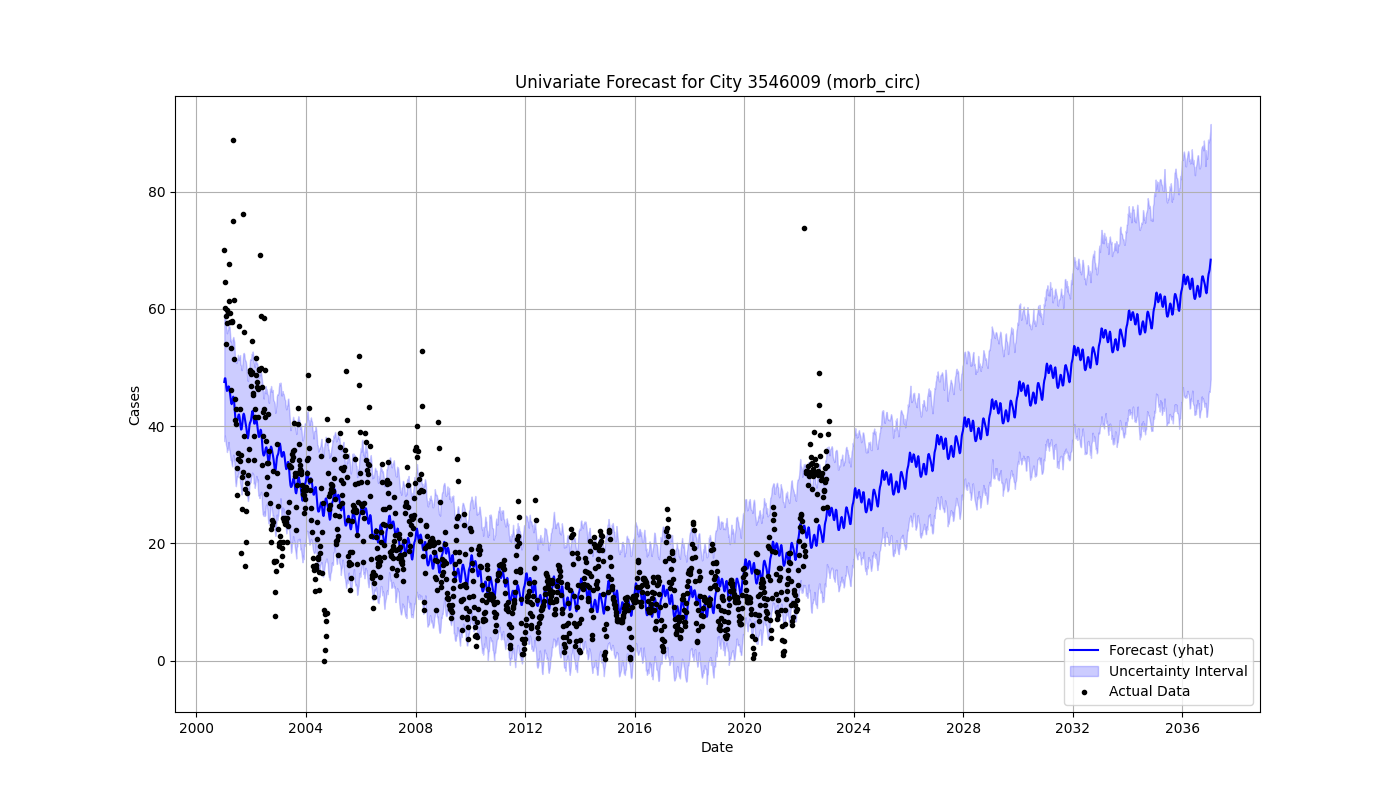 Univariate Forecast for City 3546009 (morb_circ)
Cases
80
60
40
20
0
2000 2004 2008 2012 2016 2020 2024 2028 2032 2036
Date
Forecast (yhat)
Uncertainty Interval
Actual Data